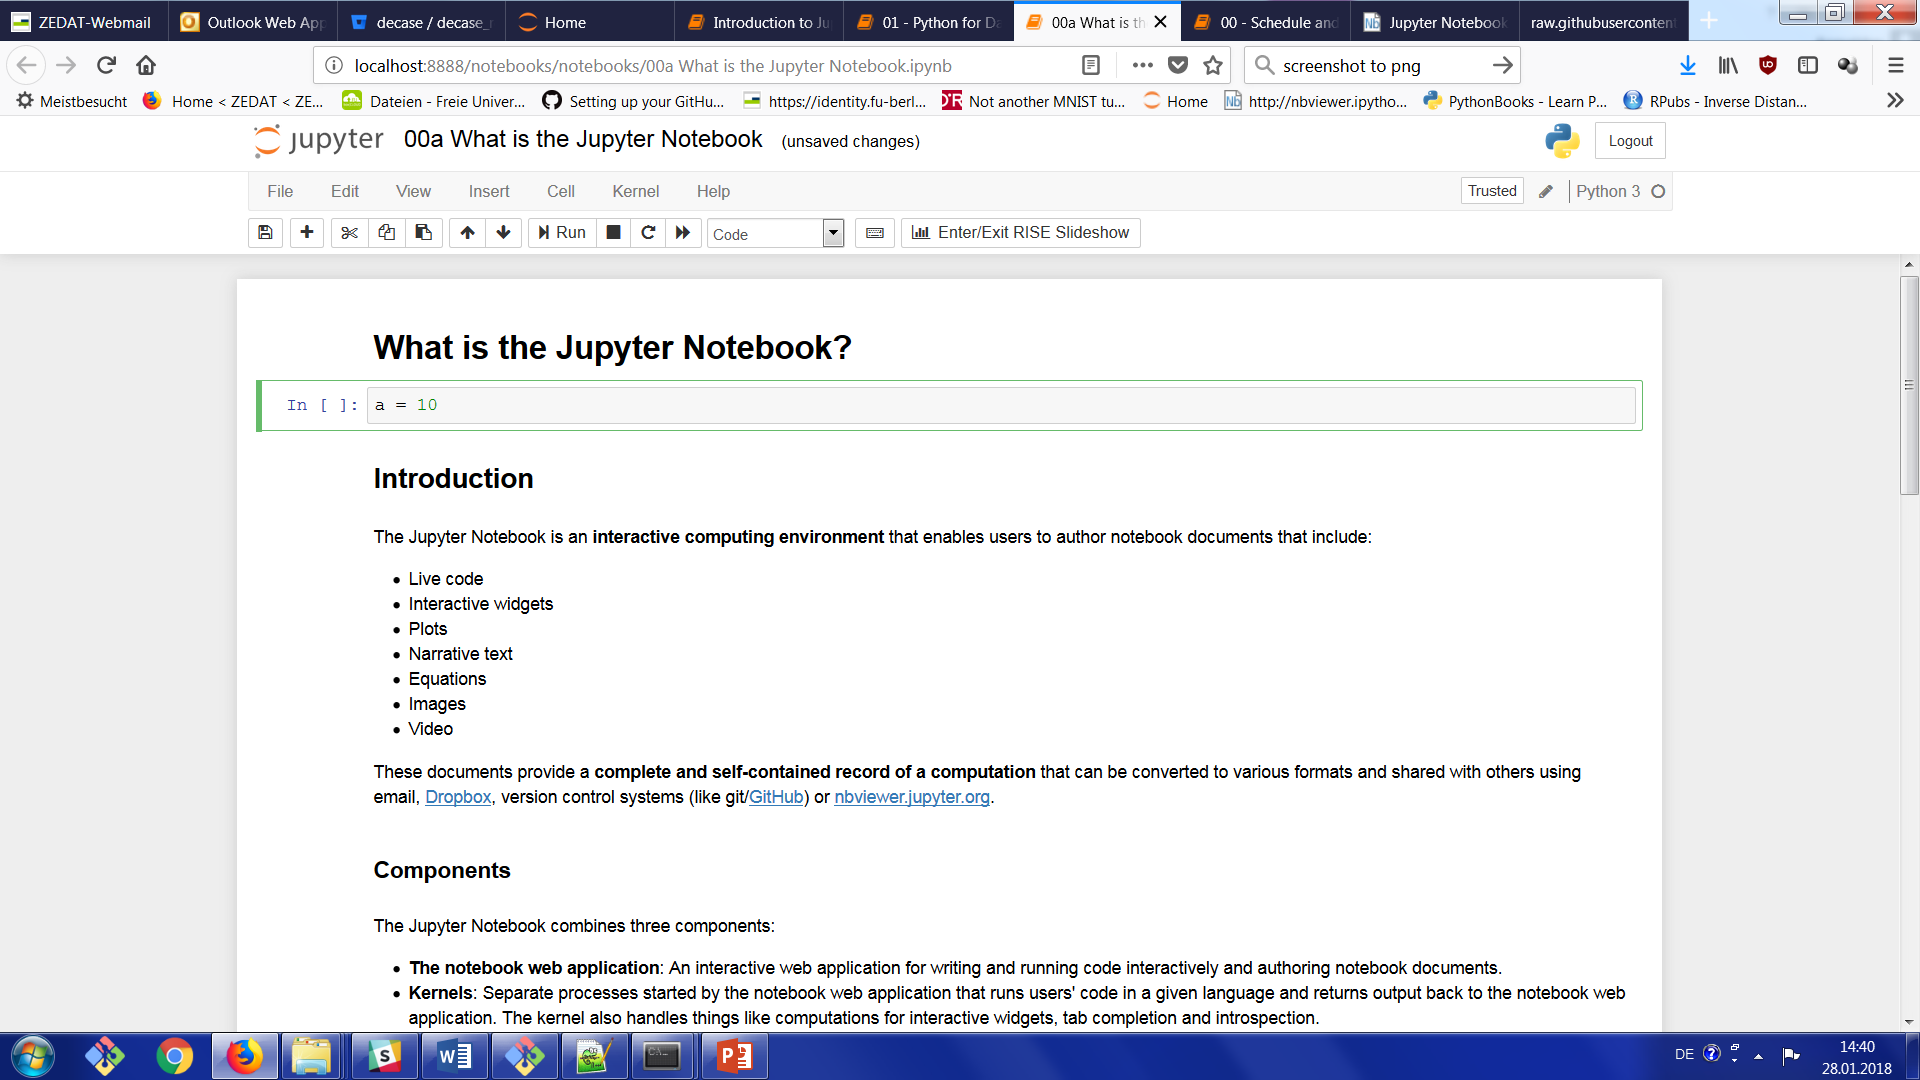 ZEDAT-Webmail
Outlook Web App
decase / decase_
Home
Introduction to Ju
01 - Python for Da
00a What is th
00 - Schedule and
Jupyter Notebook
raw.githubusercontent
localhost:8888/notebooks/notebooks/00a What is the Jupyter Notebook.ipynb
screenshot to png
Meistbesucht
Home < ZEDAT < ZE...
Dateien - Freie Univer...
Setting up your GitHu...
https://identity.fu-berl...
Not another MNIST tu...
Home
http://nbviewer.ipytho...
PythonBooks - Learn P...
RPubs - Inverse Distan...
jupyter 00a What is the Jupyter Notebook (unsaved changes)
Logout
File Edit View Insert Cell Kernel Help
Trusted Python 3
Run Code Enter/Exit RISE Slideshow
What is the Jupyter Notebook?
In [ ]: a = 10
Introduction
The Jupyter Notebook is an interactive computing environment that enables users to author notebook documents that include:
• Live code
• Interactive widgets
• Plots
• Narrative text
• Equations
• Images
• Video
These documents provide a complete and self-contained record of a computation that can be converted to various formats and shared with others using
email, Dropbox, version control systems (like git/GitHub) or nbviewer.jupyter.org.
Components
The Jupyter Notebook combines three components:
• The notebook web application: An interactive web application for writing and running code interactively and authoring notebook documents.
• Kernels: Separate processes started by the notebook web application that runs users' code in a given language and returns output back to the notebook web
application. The kernel also handles things like computations for interactive widgets, tab completion and introspection.
DE
14:40
28.01.2018